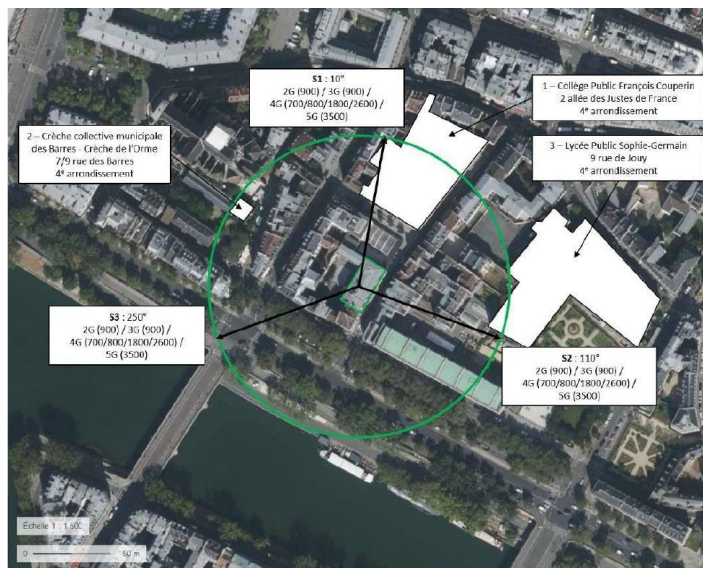 S1 : 10°
2G (900) / 3G (900) /
4G (700/800/1800/2600) /
5G (3500)
1 – Collège Public François Couperin
2 allée des Justes de France
4e arrondissement
2 – Crèche collective municipale
des Barres - Crèche de l'Orme
7/9 rue des Barres
4e arrondissement
3 – Lycée Public Sophie-Germain
9 rue de Jouy
4e arrondissement
S3 : 250°
2G (900) / 3G (900) /
4G (700/800/1800/2600) /
5G (3500)
S2 : 110°
2G (900) / 3G (900) /
4G (700/800/1800/2600) /
5G (3500)
Échelle 1 : 1 500
0 50 m